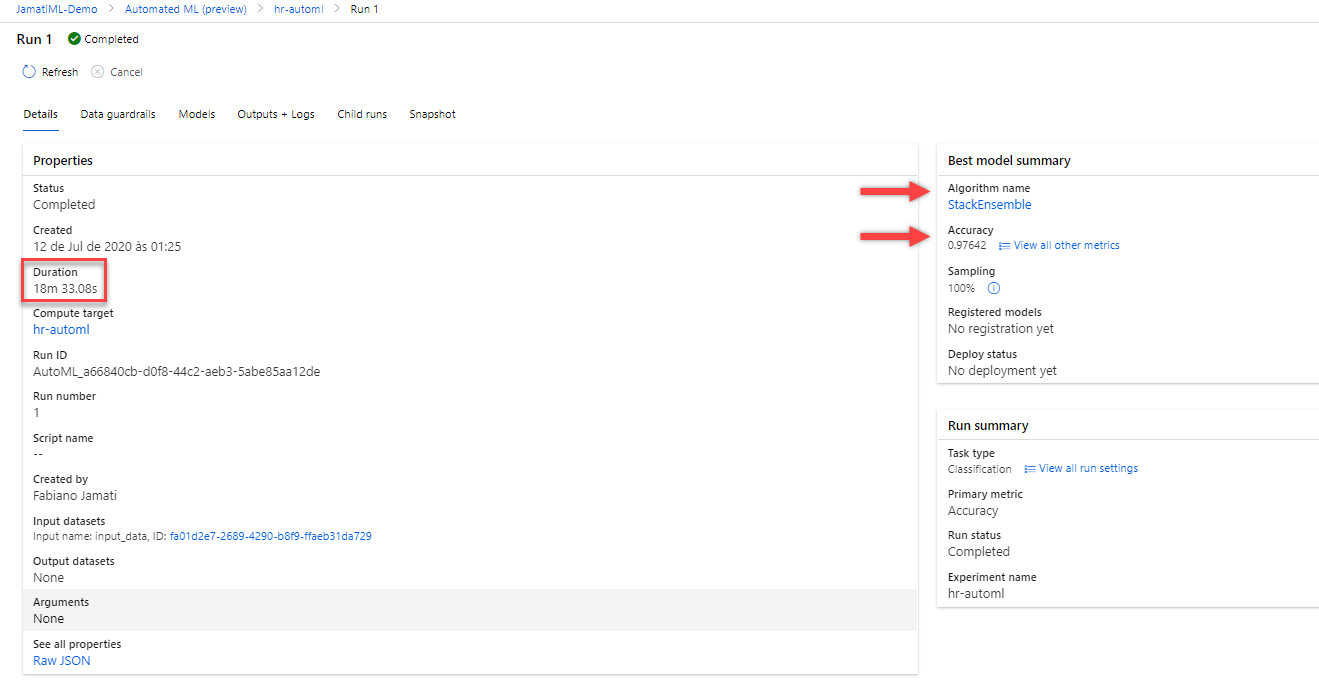 JamatiML-Demo > Automated ML (preview) > hr-automl > Run 1
Run 1 Completed
Refresh Cancel
Details Data guardrails Models Outputs + Logs Child runs Snapshot
Properties
Status
Completed
Created
12 de Jul de 2020 às 01:25
Duration
18m 33.08s
Compute target
hr-automl
Run ID
AutoML_a66840cb-d0f8-44c2-aeb3-5abe85aa12de
Run number
1
Script name
--
Created by
Fabiano Jamati
Input datasets
Input name: input_data, ID: fa01d2e7-2689-4290-b8f9-ffaeb31da729
Output datasets
None
Arguments
None
See all properties
Raw JSON
Best model summary
Algorithm name
StackEnsemble
Accuracy
0.97642 View all other metrics
Sampling
100%
Registered models
No registration yet
Deploy status
No deployment yet
Run summary
Task type
Classification View all run settings
Primary metric
Accuracy
Run status
Completed
Experiment name
hr-automl